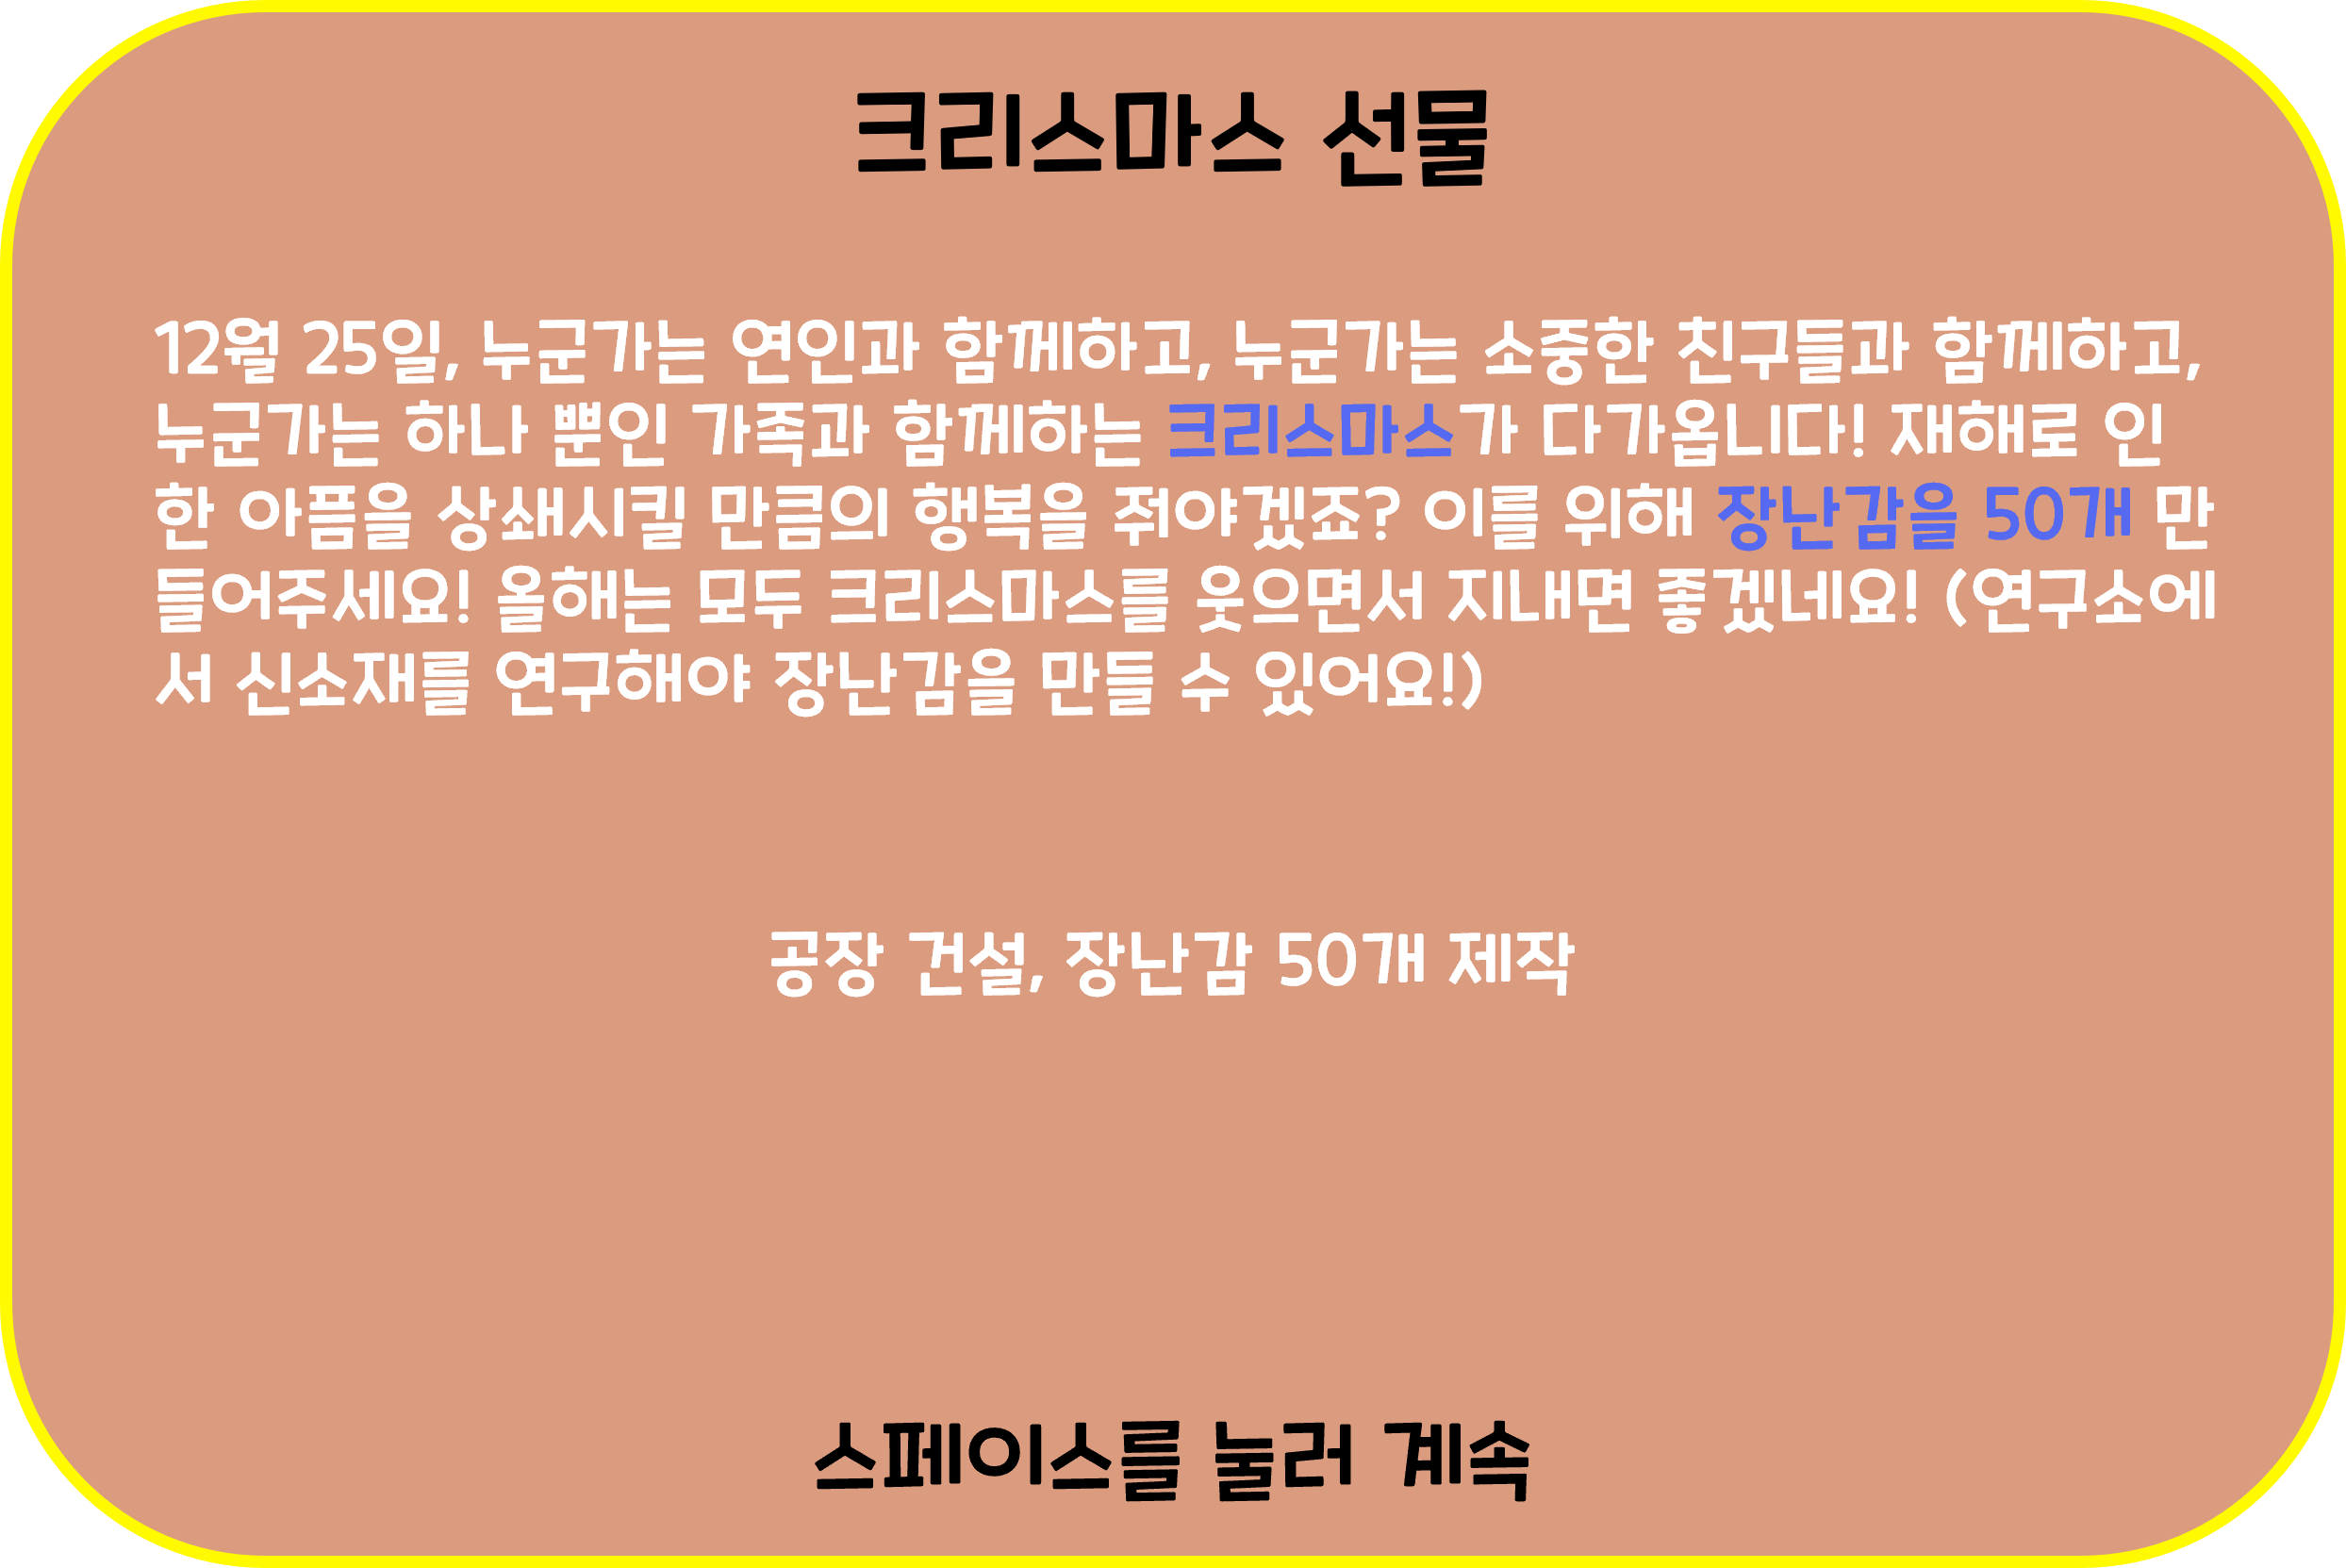 크리스마스 선물
12월 25일, 누군가는 연인과 함께하고, 누군가는 소중한 친구들과 함께하고,
누군가는 하나 뿐인 가족과 함께하는 크리스마스가 다가옵니다! 재해로 인
한 아픔을 상쇄시킬 만큼의 행복을 줘야겠죠? 이를 위해 장난감을 50개 만
들어주세요! 올해는 모두 크리스마스를 웃으면서 지내면 좋겠네요! (연구소에
서 신소재를 연구해야 장난감을 만들 수 있어요!)
공장 건설, 장난감 50개 제작
스페이스를 눌러 계속